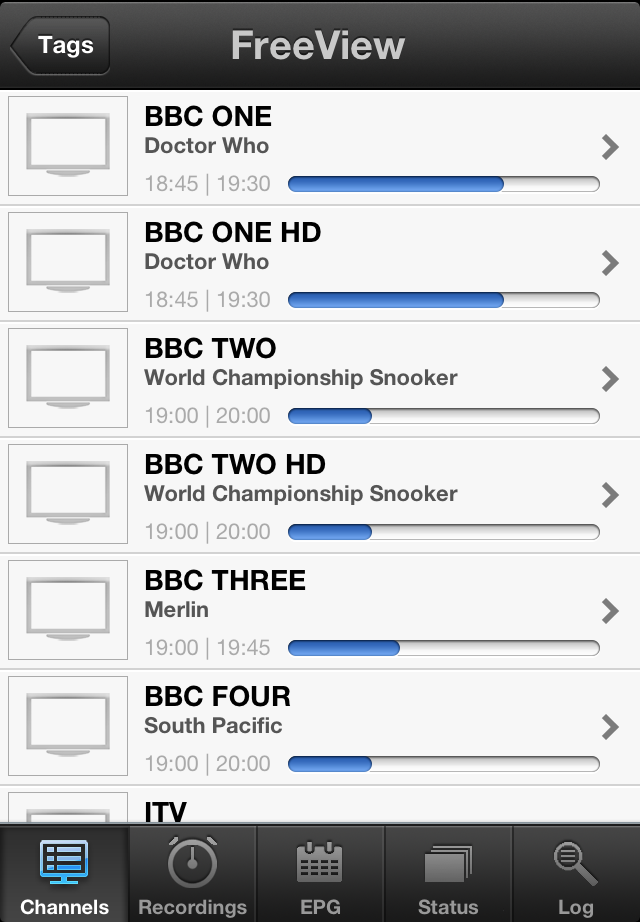 Tags
FreeView
BBC ONE
Doctor Who
18:45 | 19:30
BBC ONE HD
Doctor Who
18:45 | 19:30
BBC TWO
World Championship Snooker
19:00 | 20:00
BBC TWO HD
World Championship Snooker
19:00 | 20:00
BBC THREE
Merlin
19:00 | 19:45
BBC FOUR
South Pacific
19:00 | 20:00
ITV
Channels
Recordings
EPG
Status
Log